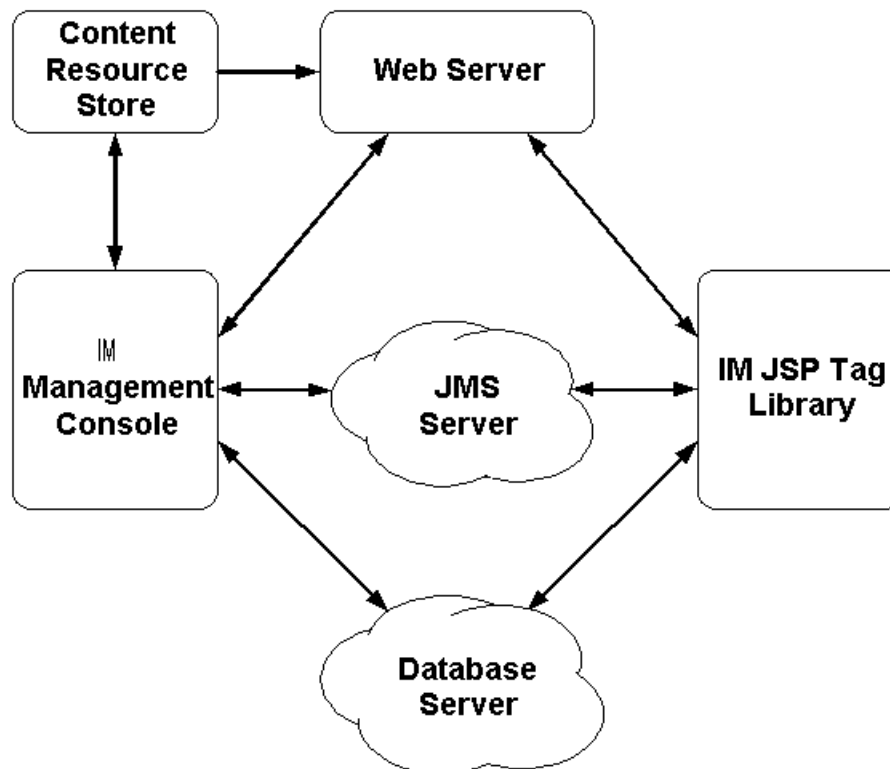 Content
Resource
Store
Web Server
IM
Management
Console
JMS
Server
IM JSP Tag
Library
Database
Server